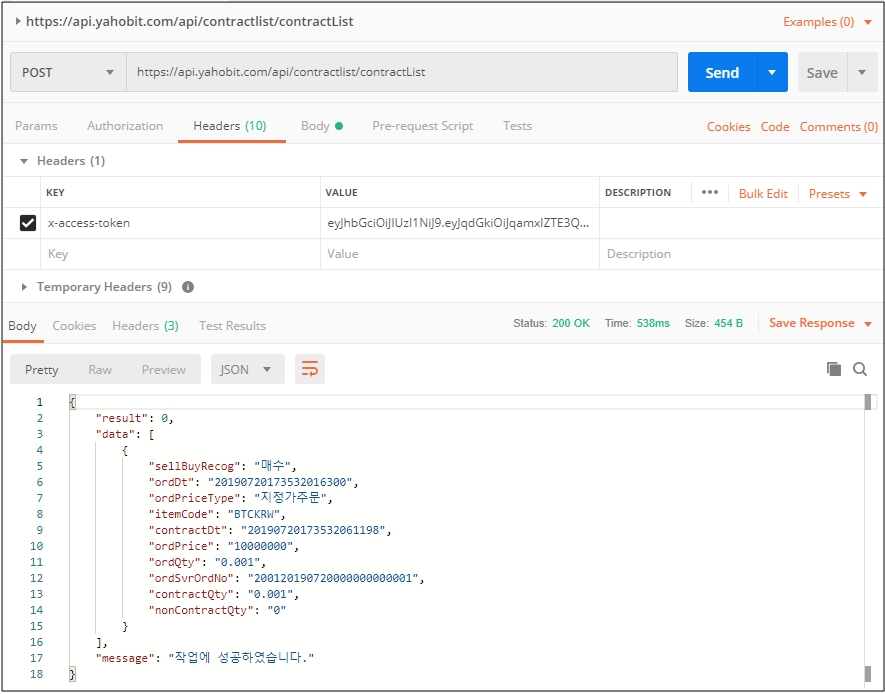 https://api.yahobit.com/api/contractlist/contractList Examples (0)
POST https://api.yahobit.com/api/contractlist/contractList Send Save
Params Authorization Headers (10) Body Pre-request Script Tests Cookies Code Comments (0)
Headers (1)
KEY VALUE DESCRIPTION ••• Bulk Edit Presets
x-access-token eyJhbGciOiJIUzI1NiJ9.eyJqdGkiOiJqamxlZTE3Q...
Key Value Description
Temporary Headers (9)
Body Cookies Headers (3) Test Results Status: 200 OK Time: 538ms Size: 454 B Save Response
Pretty Raw Preview JSON
1 {
2 "result": 0,
3 "data": [
4 {
5 "sellBuyRecog": "매수",
6 "ordDt": "20190720173532016300",
7 "ordPriceType": "지정가주문",
8 "itemCode": "BTCKRW",
9 "contractDt": "20190720173532061198",
10 "ordPrice": "10000000",
11 "ordQty": "0.001",
12 "ordSvrOrdNo": "200120190720000000000001",
13 "contractQty": "0.001",
14 "nonContractQty": "0"
15 }
16 ],
17 "message": "작업에 성공하였습니다."
18 }